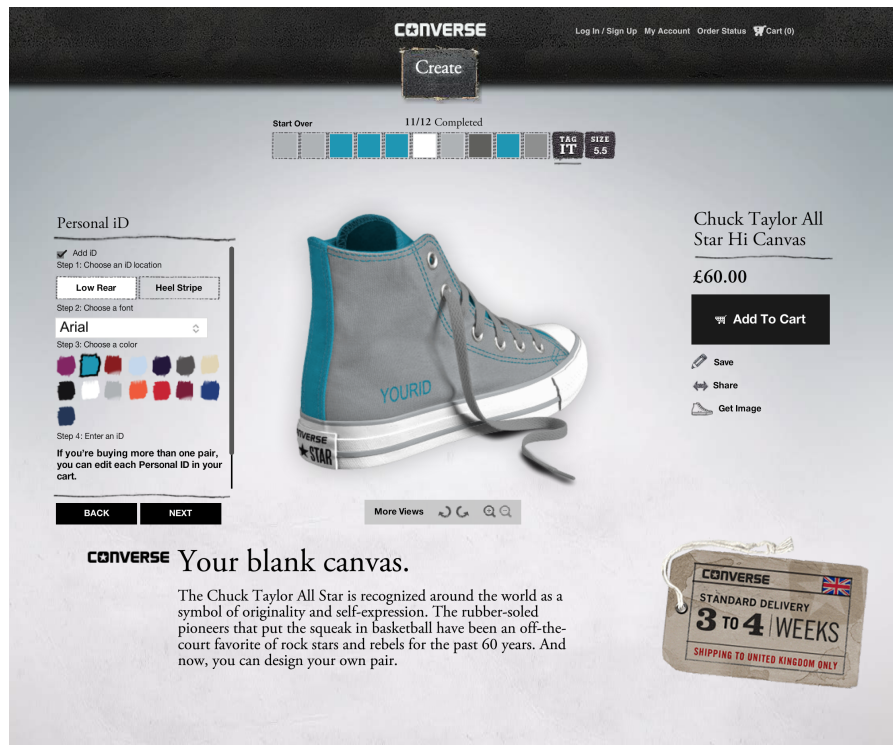 CONVERSE
Log In / Sign Up My Account Order Status Cart (0)
Create
Start Over
11/12 Completed
TAG
IT
SIZE
5.5
Personal iD
Add iD
Step 1: Choose an iD location
Low Rear
Heel Stripe
Step 2: Choose a font
Arial
Step 3: Choose a color
Step 4: Enter an iD
If you're buying more than one pair,
you can edit each Personal ID in your
cart.
BACK
NEXT
YOURID
NVERSE
STAR
More Views
Chuck Taylor All
Star Hi Canvas
£60.00
Add To Cart
Save
Share
Get Image
CONVERSE
Your blank canvas.
The Chuck Taylor All Star is recognized around the world as a
symbol of originality and self-expression. The rubber-soled
pioneers that put the squeak in basketball have been an off-the-
court favorite of rock stars and rebels for the past 60 years. And
now, you can design your own pair.
CONVERSE
STANDARD DELIVERY
3 TO 4 WEEKS
SHIPPING TO UNITED KINGDOM ONLY